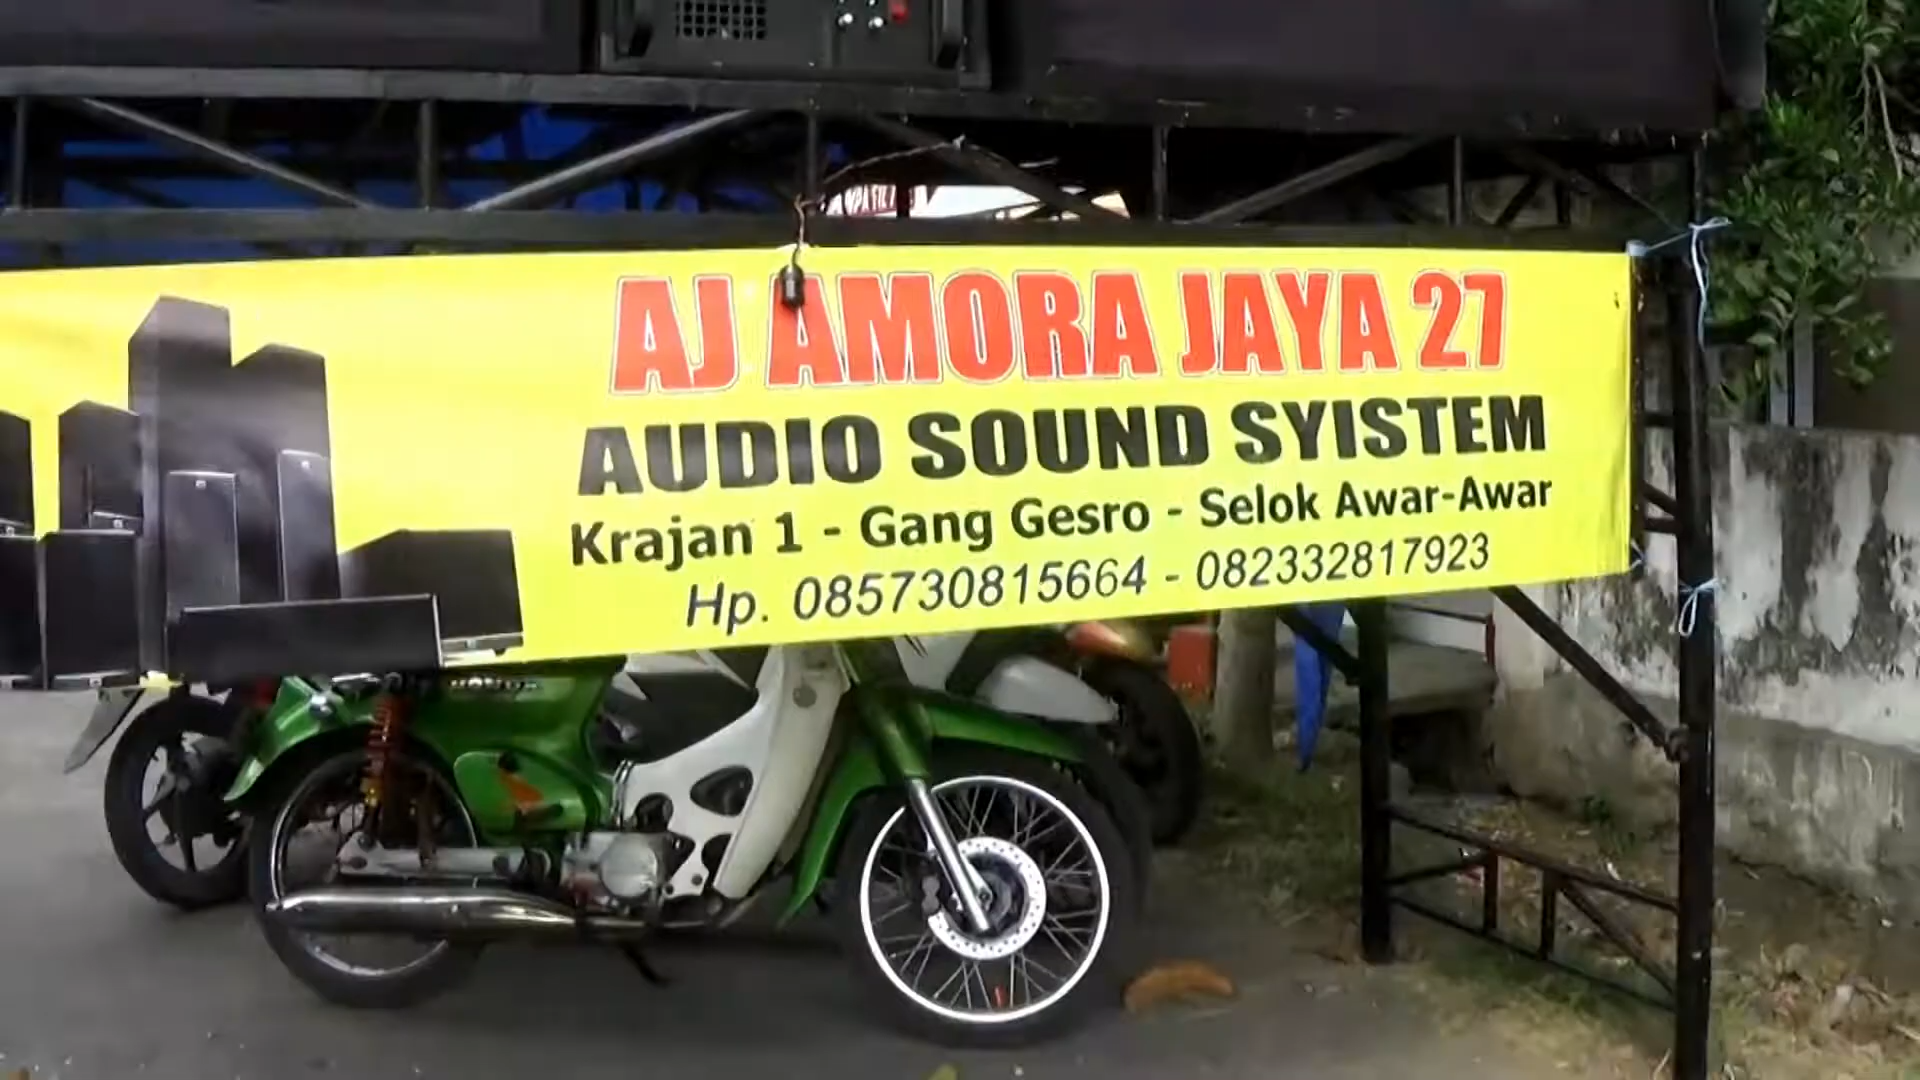 AJ AMORA JAYA 27
AUDIO SOUND SYISTEM
Krajan 1 - Gang Gesro - Selok Awar-Awar
Hp. 085730815664 - 082332817923